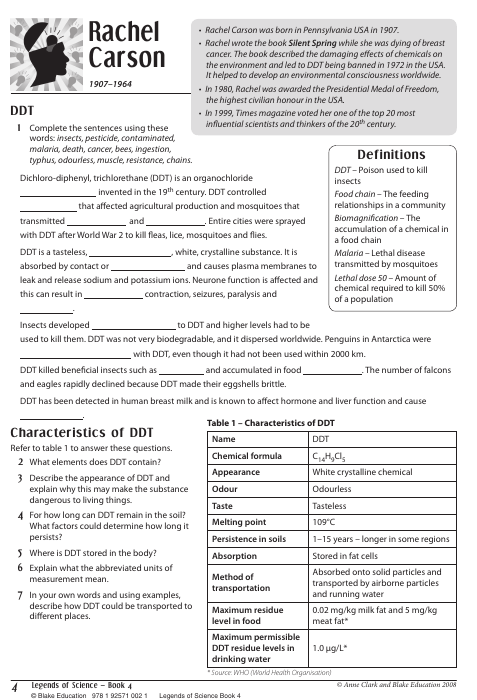 Rachel
Carson
1907–1964
• Rachel Carson was born in Pennsylvania USA in 1907.
• Rachel wrote the book Silent Spring while she was dying of breast
cancer. The book described the damaging effects of chemicals on
the environment and led to DDT being banned in 1972 in the USA.
It helped to develop an environmental consciousness worldwide.
• In 1980, Rachel was awarded the Presidential Medal of Freedom,
the highest civilian honour in the USA.
• In 1999, Times magazine voted her one of the top 20 most
influential scientists and thinkers of the 20th century.
DDT
1 Complete the sentences using these
words: insects, pesticide, contaminated,
malaria, death, cancer, bees, ingestion,
typhus, odourless, muscle, resistance, chains.
Dichloro-diphenyl, trichlorethane (DDT) is an organochloride
____ invented in the 19th century. DDT controlled
____ that affected agricultural production and mosquitoes that
transmitted ____ and ____. Entire cities were sprayed
with DDT after World War 2 to kill fleas, lice, mosquitoes and flies.
DDT is a tasteless, ____, white, crystalline substance. It is
absorbed by contact or ____ and causes plasma membranes to
leak and release sodium and potassium ions. Neurone function is affected and
this can result in ____ contraction, seizures, paralysis and
____.
Insects developed ____ to DDT and higher levels had to be
used to kill them. DDT was not very biodegradable, and it dispersed worldwide. Penguins in Antarctica were
____ with DDT, even though it had not been used within 2000 km.
DDT killed beneficial insects such as ____ and accumulated in food ____. The number of falcons
and eagles rapidly declined because DDT made their eggshells brittle.
DDT has been detected in human breast milk and is known to affect hormone and liver function and cause
____.
Definitions
DDT – Poison used to kill
insects
Food chain – The feeding
relationships in a community
Biomagnification – The
accumulation of a chemical in
a food chain
Malaria – Lethal disease
transmitted by mosquitoes
Lethal dose 50 – Amount of
chemical required to kill 50%
of a population
Characteristics of DDT
Refer to table 1 to answer these questions.
2 What elements does DDT contain?
3 Describe the appearance of DDT and
explain why this may make the substance
dangerous to living things.
4 For how long can DDT remain in the soil?
What factors could determine how long it
persists?
5 Where is DDT stored in the body?
6 Explain what the abbreviated units of
measurement mean.
7 In your own words and using examples,
describe how DDT could be transported to
different places.
Table 1 – Characteristics of DDT
Name DDT
Chemical formula C14H9Cl5
Appearance White crystalline chemical
Odour Odourless
Taste Tasteless
Melting point 109°C
Persistence in soils 1–15 years – longer in some regions
Absorption Stored in fat cells
Method of
transportation
Absorbed onto solid particles and
transported by airborne particles
and running water
Maximum residue
level in food
0.02 mg/kg milk fat and 5 mg/kg
meat fat*
Maximum permissible
DDT residue levels in
drinking water
1.0 µg/L*
* Source: WHO (World Health Organisation)
4 Legends of Science – Book 4
© Anne Clark and Blake Education 2008
© Blake Education 978 1 92571 002 1 Legends of Science Book 4